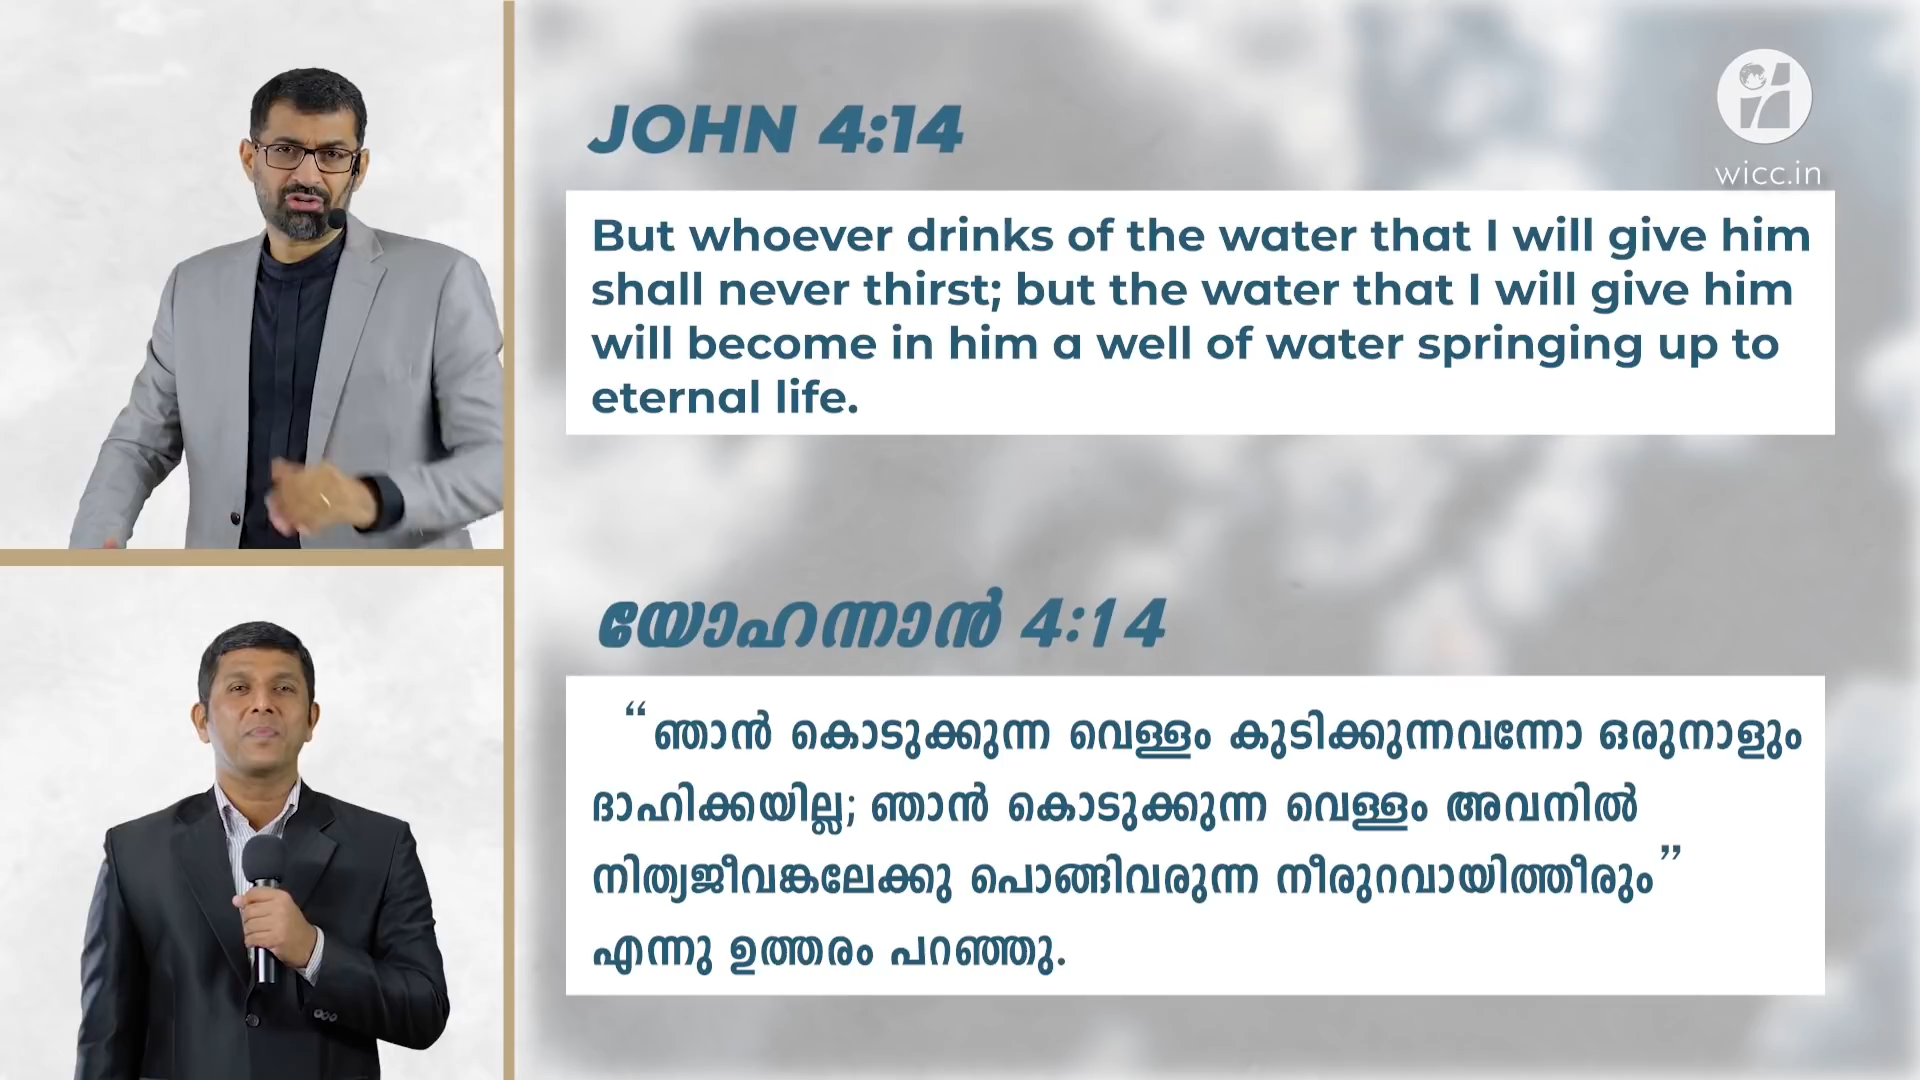 wicc.in
JOHN 4:14
But whoever drinks of the water that I will give him
shall never thirst; but the water that I will give him
will become in him a well of water springing up to
eternal life.
യോഹന്നാൻ 4:14
“ഞാൻ കൊടുക്കുന്ന വെള്ളം കുടിക്കുന്നവന്നോ ഒരുനാളും
ദാഹിക്കയില്ല; ഞാൻ കൊടുക്കുന്ന വെള്ളം അവനിൽ
നിത്യജീവങ്കലേക്കു പൊങ്ങിവരുന്ന നീരുറവായിത്തീരും”
എന്നു ഉത്തരം പറഞ്ഞു.